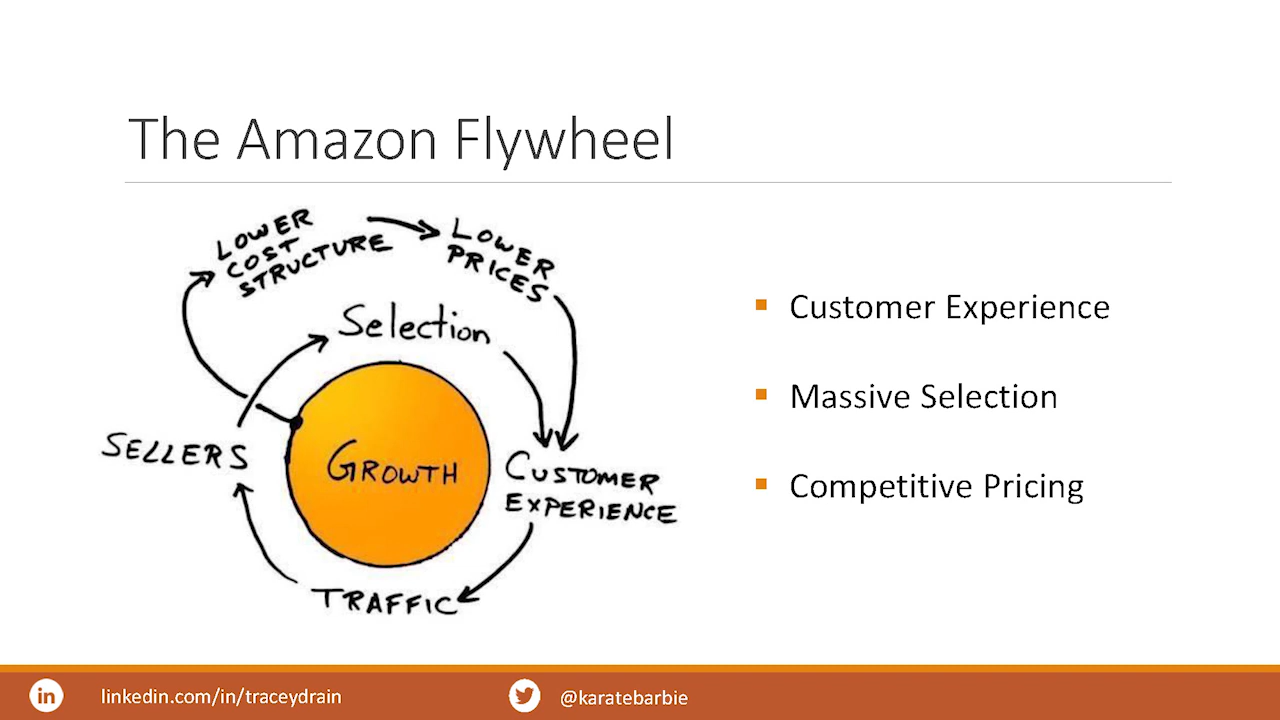 The Amazon Flywheel
LOWER
COST
STRUCTURE
LOWER
PRICES
Selection
SELLERS
GROWTH
CUSTOMER
EXPERIENCE
TRAFFIC
Customer Experience
Massive Selection
Competitive Pricing
in
linkedin.com/in/traceydrain
@karatebarbie